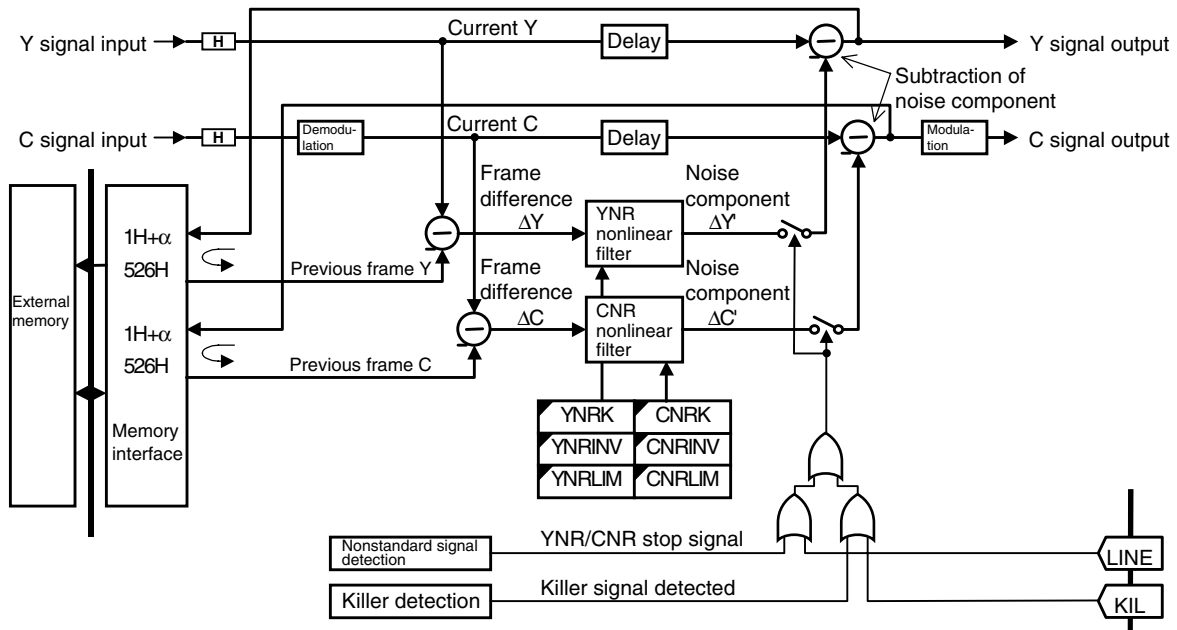 Y signal input
H
Current Y
Delay
Y signal output
Subtraction of
noise component
C signal input
H
Demodu-
lation
Current C
Delay
Modula-
tion
C signal output
Frame
difference
ΔY
YNR
nonlinear
filter
Noise
component
ΔY'
1H+α
526H
Previous frame Y
External
memory
Frame
difference
ΔC
CNR
nonlinear
filter
Noise
component
ΔC'
1H+α
526H
Previous frame C
Memory
interface
YNRK
CNRK
YNRINV
CNRINV
YNRLIM
CNRLIM
Nonstandard signal
detection
YNR/CNR stop signal
LINE
Killer detection
Killer signal detected
KIL